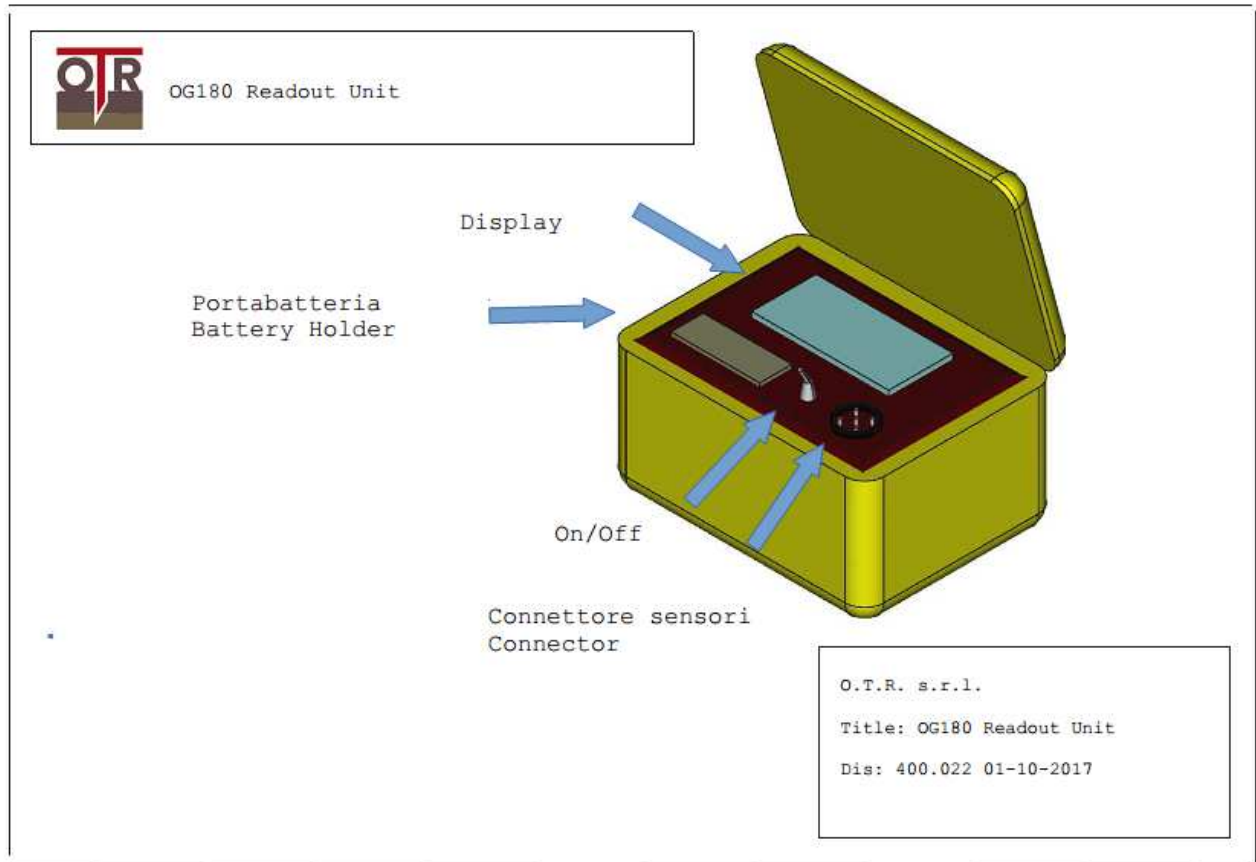 OTR
OG180 Readout Unit
Display
Portabatteria
Battery Holder
On/Off
Connettore sensori
Connector
O.T.R. s.r.l.
Title: OG180 Readout Unit
Dis: 400.022 01-10-2017